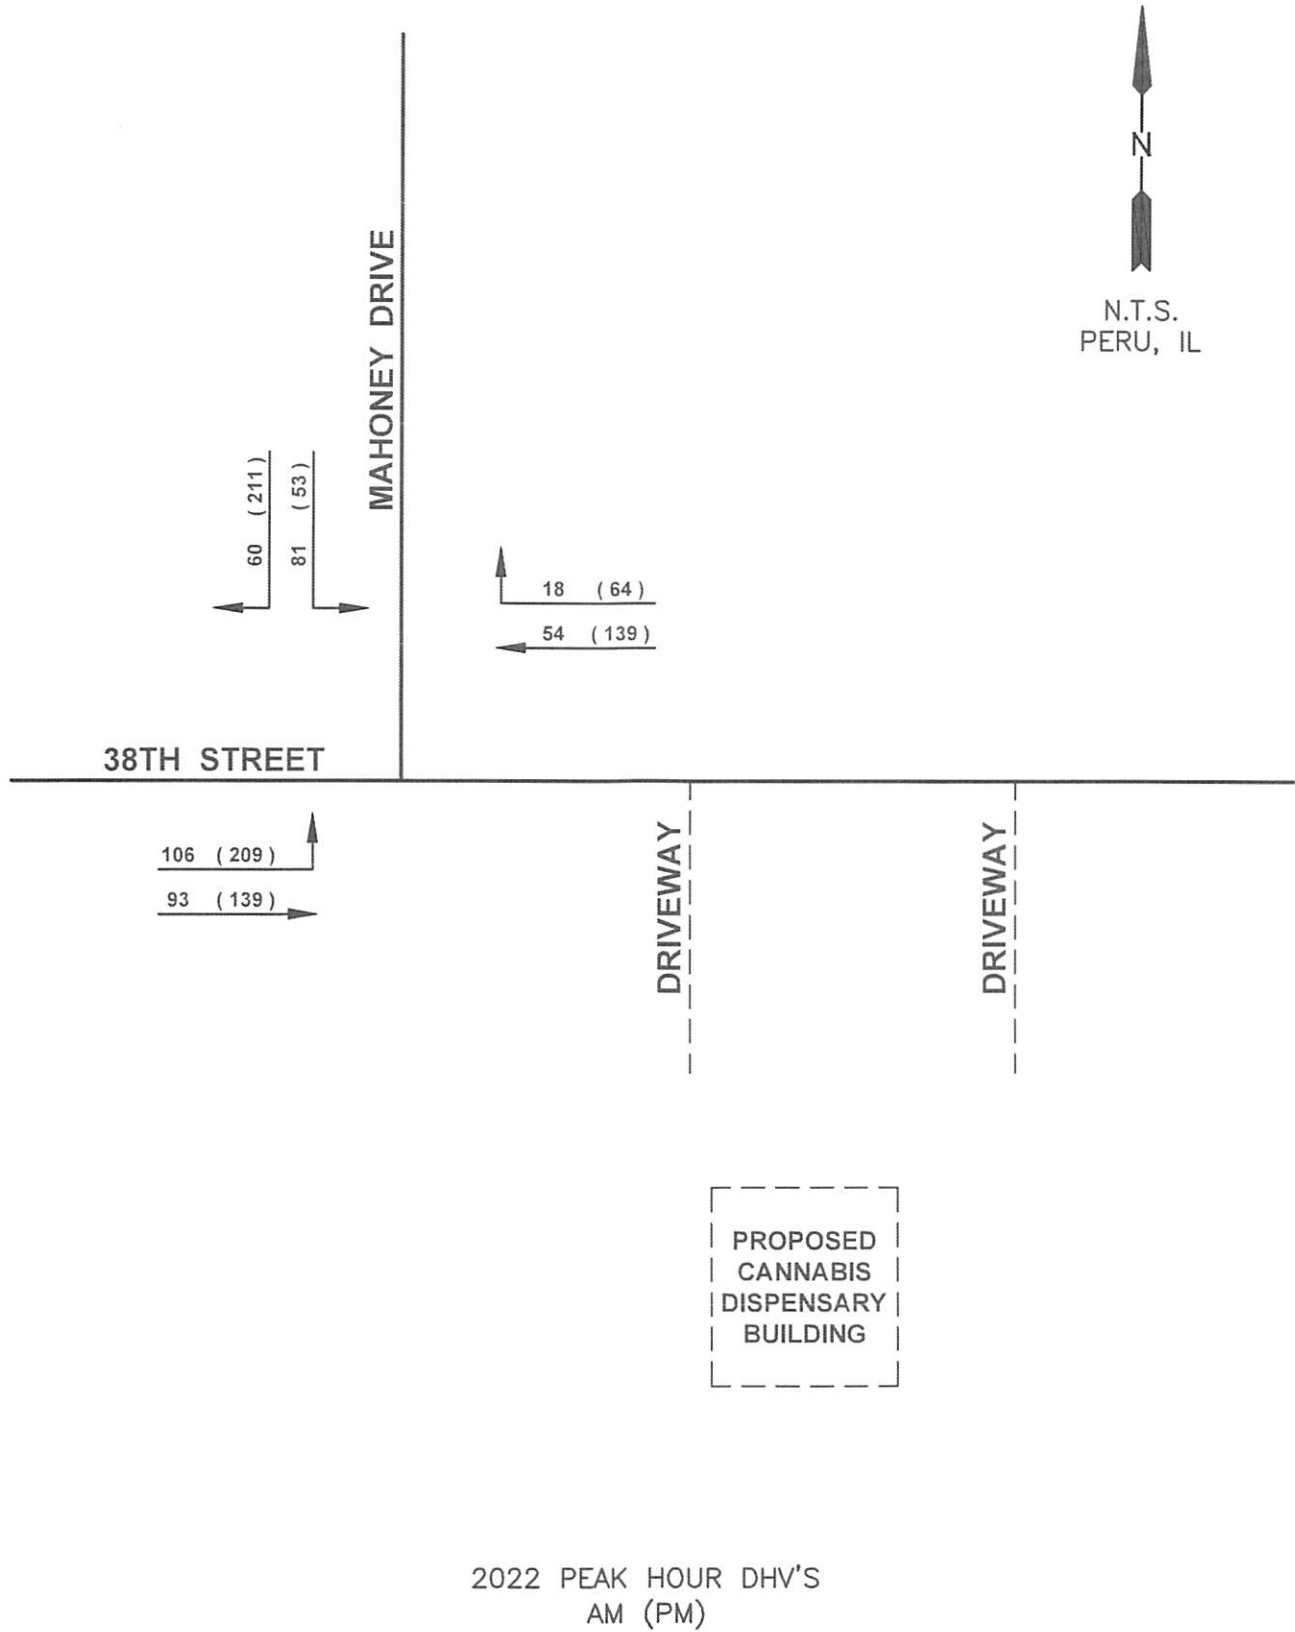 N
N.T.S.
PERU, IL
MAHONEY DRIVE
60 (211)
81 (53)
18 (64)
54 (139)
38TH STREET
106 (209)
93 (139)
DRIVEWAY
DRIVEWAY
PROPOSED
CANNABIS
DISPENSARY
BUILDING
2022 PEAK HOUR DHV'S
AM (PM)